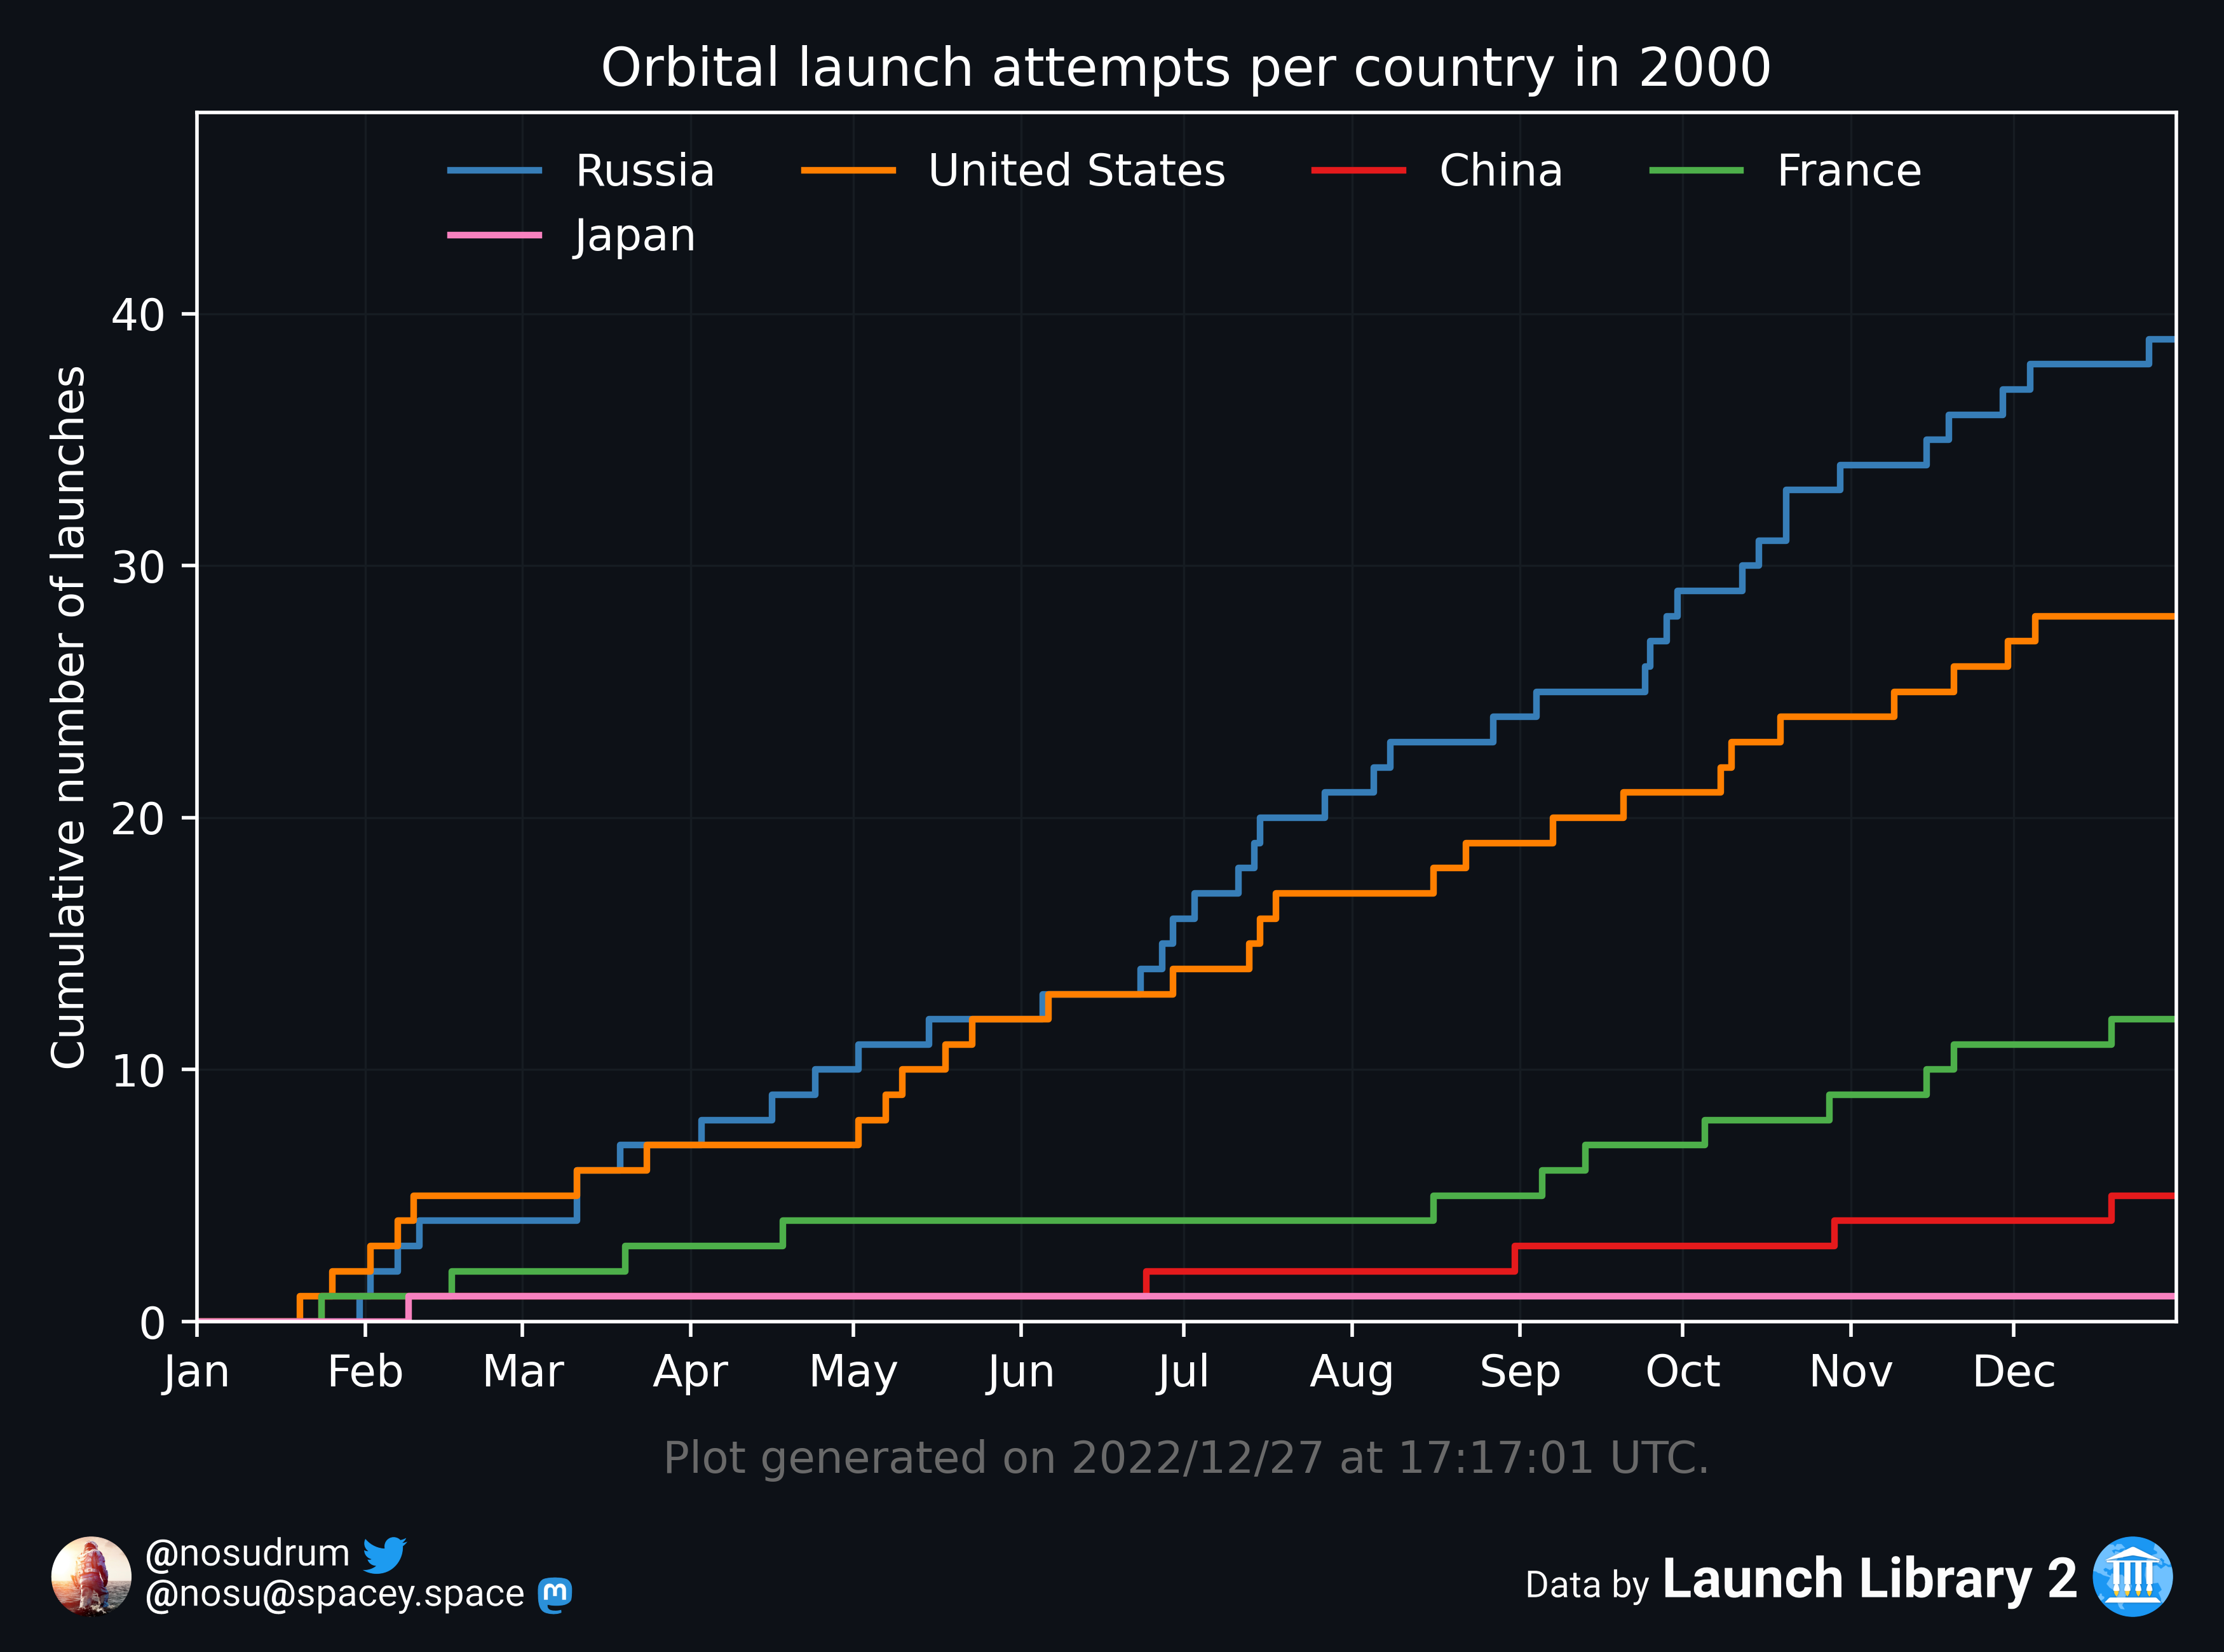 Orbital launch attempts per country in 2000
Russia United States China France
Japan
Cumulative number of launches
40
30
20
10
0
Jan Feb Mar Apr May Jun Jul Aug Sep Oct Nov Dec
Plot generated on 2022/12/27 at 17:17:01 UTC.
@nosudrum
@nosu@spacey.space
Data by Launch Library 2